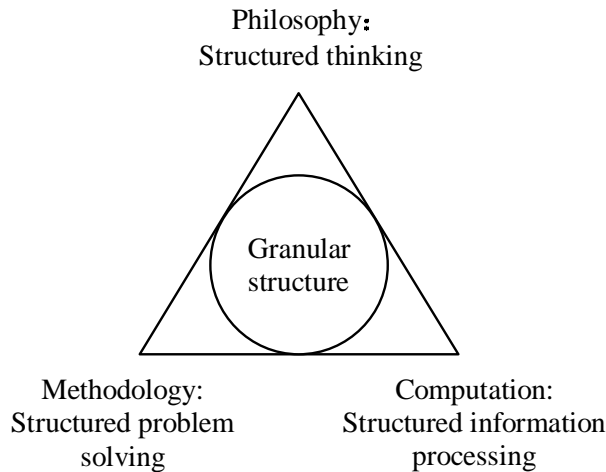 Philosophy:
Structured thinking
Granular
structure
Methodology:
Structured problem
solving
Computation:
Structured information
processing